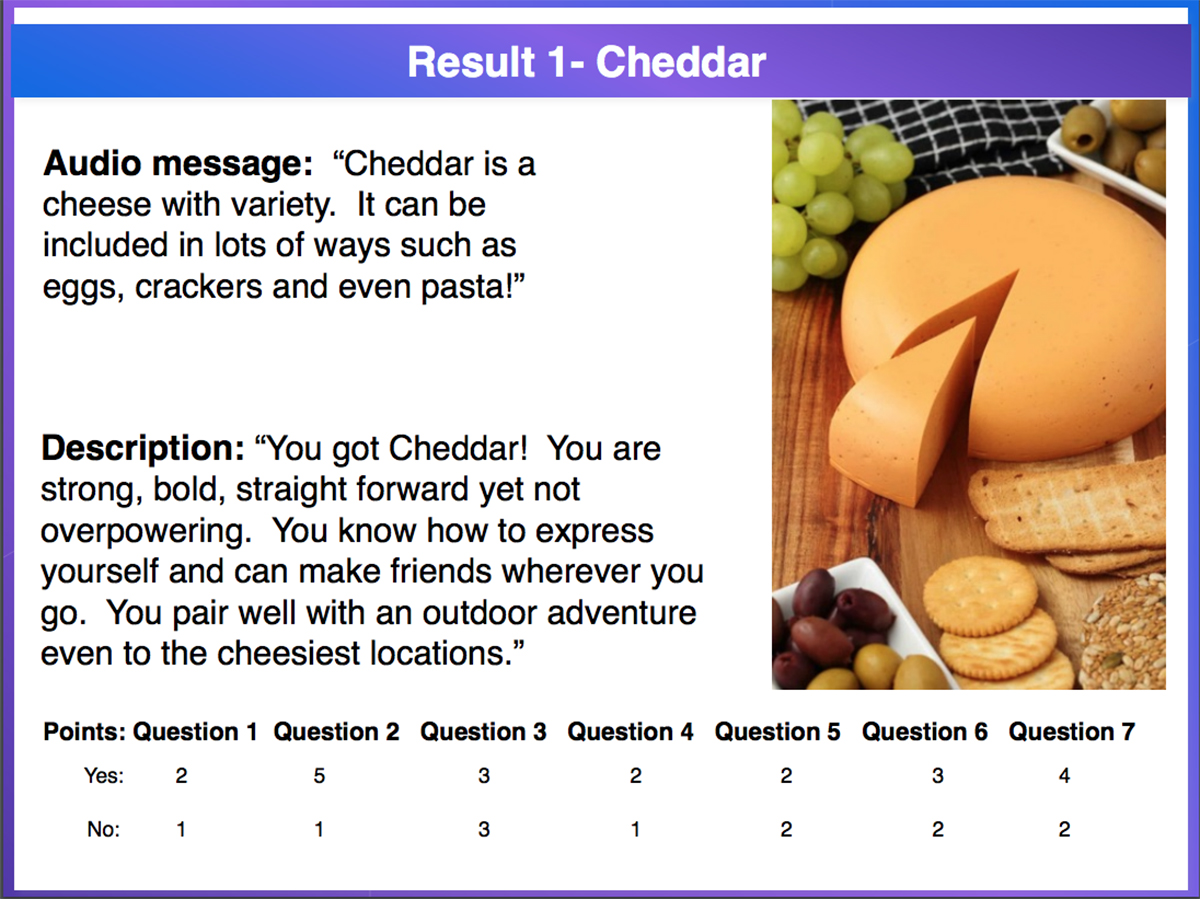 Result 1- Cheddar
Audio message:  “Cheddar is a
cheese with variety.  It can be
included in lots of ways such as
eggs, crackers and even pasta!”
Description: “You got Cheddar!  You are
strong, bold, straight forward yet not
overpowering.  You know how to express
yourself and can make friends wherever you
go.  You pair well with an outdoor adventure
even to the cheesiest locations.”
Points: Question 1 Question 2 Question 3 Question 4 Question 5 Question 6 Question 7
Yes: 2 5 3 2 2 3 4
No: 1 1 3 1 2 2 2